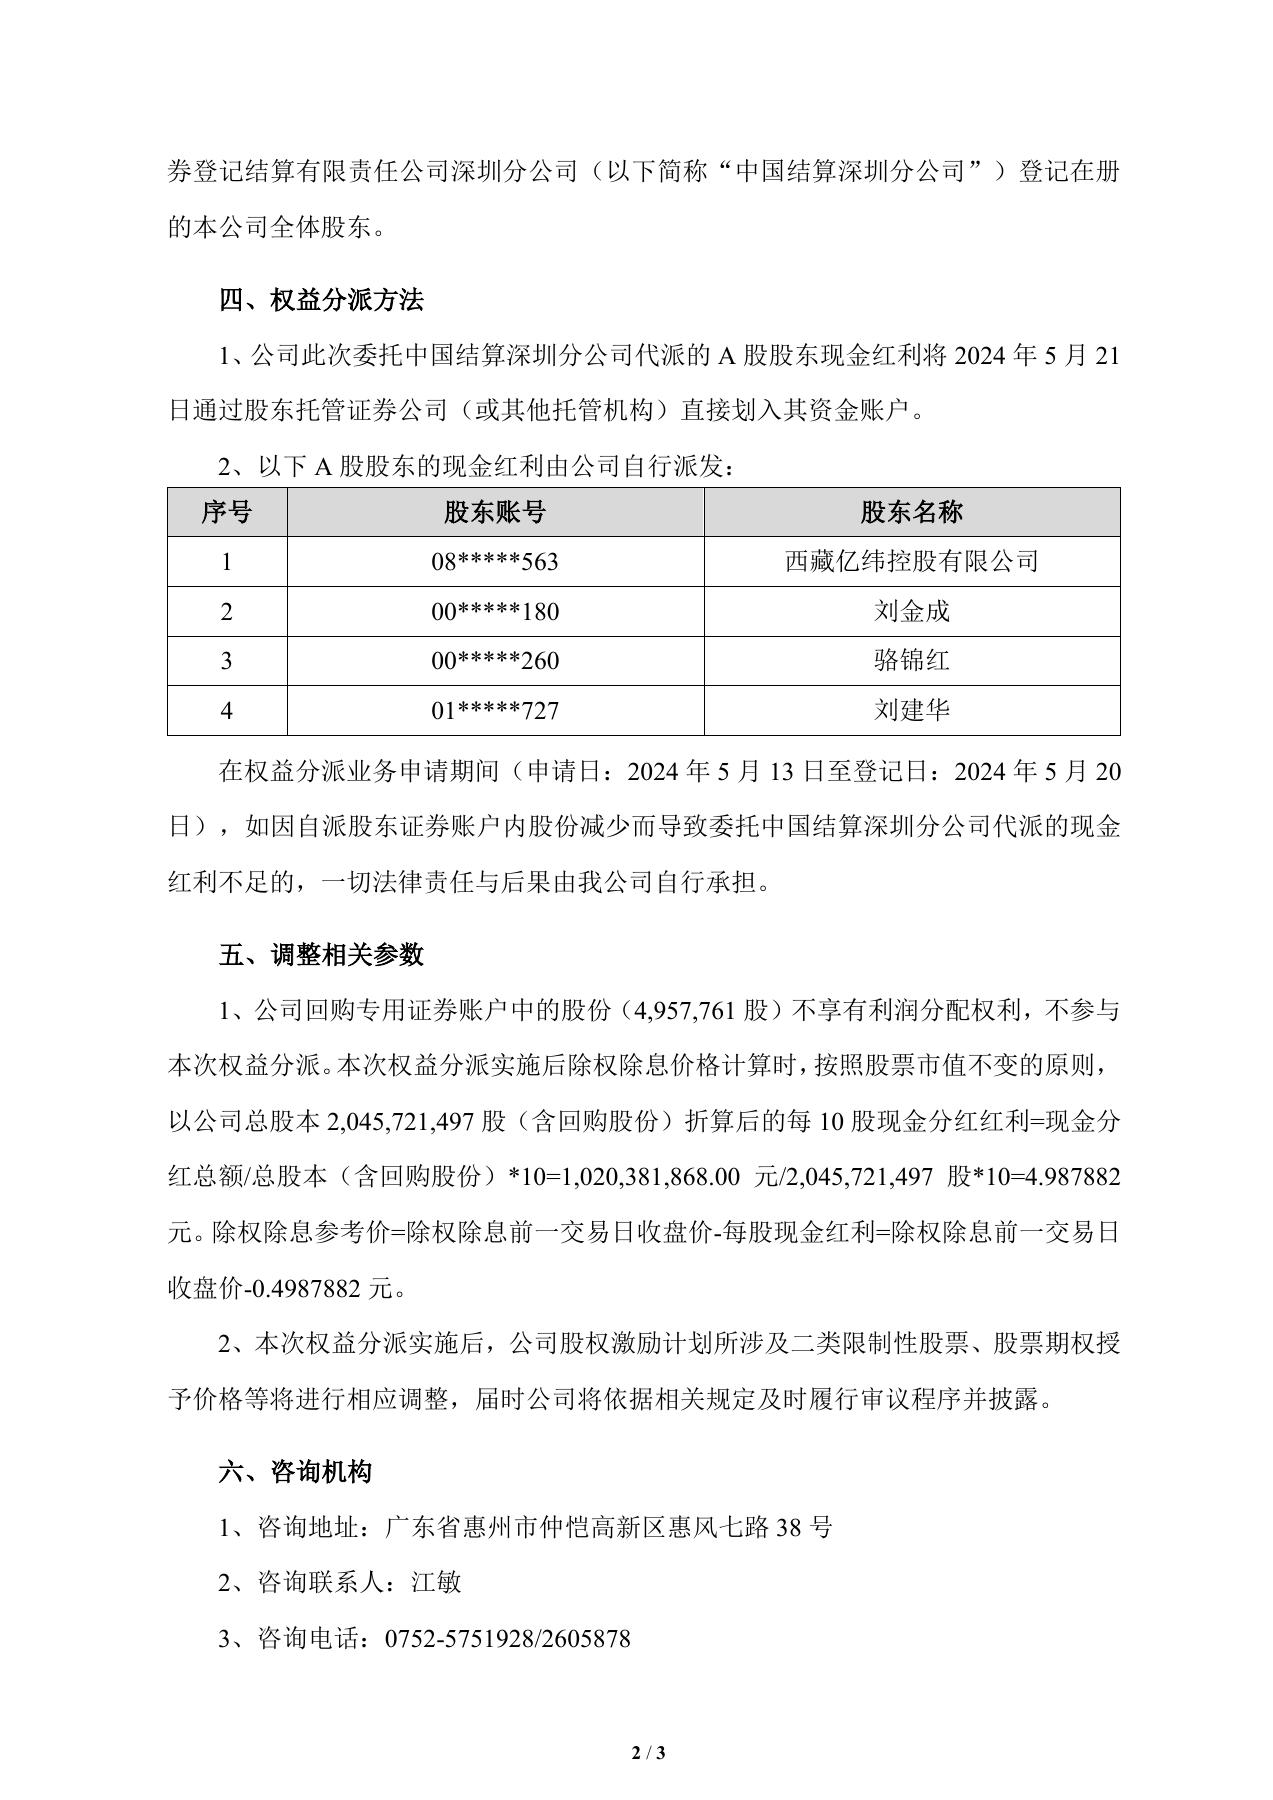 券登记结算有限责任公司深圳分公司（以下简称“中国结算深圳分公司”）登记在册
的本公司全体股东。
四、权益分派方法
1、公司此次委托中国结算深圳分公司代派的 A 股股东现金红利将 2024 年 5 月 21
日通过股东托管证券公司（或其他托管机构）直接划入其资金账户。
2、以下 A 股股东的现金红利由公司自行派发：
序号 股东账号 股东名称
1 08*****563 西藏亿纬控股有限公司
2 00*****180 刘金成
3 00*****260 骆锦红
4 01*****727 刘建华
在权益分派业务申请期间（申请日：2024 年 5 月 13 日至登记日：2024 年 5 月 20
日），如因自派股东证券账户内股份减少而导致委托中国结算深圳分公司代派的现金
红利不足的，一切法律责任与后果由我公司自行承担。
五、调整相关参数
1、公司回购专用证券账户中的股份（4,957,761 股）不享有利润分配权利，不参与
本次权益分派。本次权益分派实施后除权除息价格计算时，按照股票市值不变的原则，
以公司总股本 2,045,721,497 股（含回购股份）折算后的每 10 股现金分红红利=现金分
红总额/总股本（含回购股份）*10=1,020,381,868.00 元/2,045,721,497 股*10=4.987882
元。除权除息参考价=除权除息前一交易日收盘价-每股现金红利=除权除息前一交易日
收盘价-0.4987882 元。
2、本次权益分派实施后，公司股权激励计划所涉及二类限制性股票、股票期权授
予价格等将进行相应调整，届时公司将依据相关规定及时履行审议程序并披露。
六、咨询机构
1、咨询地址：广东省惠州市仲恺高新区惠风七路 38 号
2、咨询联系人：江敏
3、咨询电话：0752-5751928/2605878
2 / 3